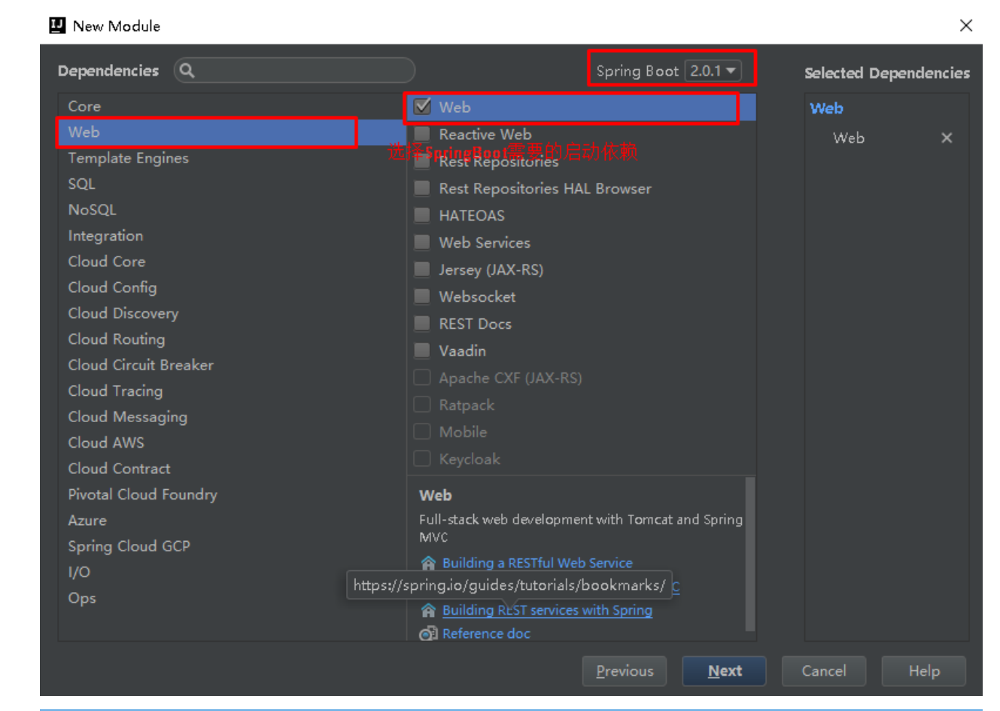 New Module
Dependencies
Spring Boot 2.0.1
Selected Dependencies
Core
Web
Template Engines
SQL
NoSQL
Integration
Cloud Core
Cloud Config
Cloud Discovery
Cloud Routing
Cloud Circuit Breaker
Cloud Tracing
Cloud Messaging
Cloud AWS
Cloud Contract
Pivotal Cloud Foundry
Azure
Spring Cloud GCP
I/O
Ops
Web
Reactive Web
选择SpringBoot需要的启动依赖
Rest Repositories
Rest Repositories HAL Browser
HATEOAS
Web Services
Jersey (JAX-RS)
Websocket
REST Docs
Vaadin
Apache CXF (JAX-RS)
Ratpack
Mobile
Keycloak
Web
Full-stack web development with Tomcat and Spring
MVC
Building a RESTful Web Service
https://spring.io/guides/tutorials/bookmarks/
Building REST services with Spring
Reference doc
Web
Web
Previous
Next
Cancel
Help